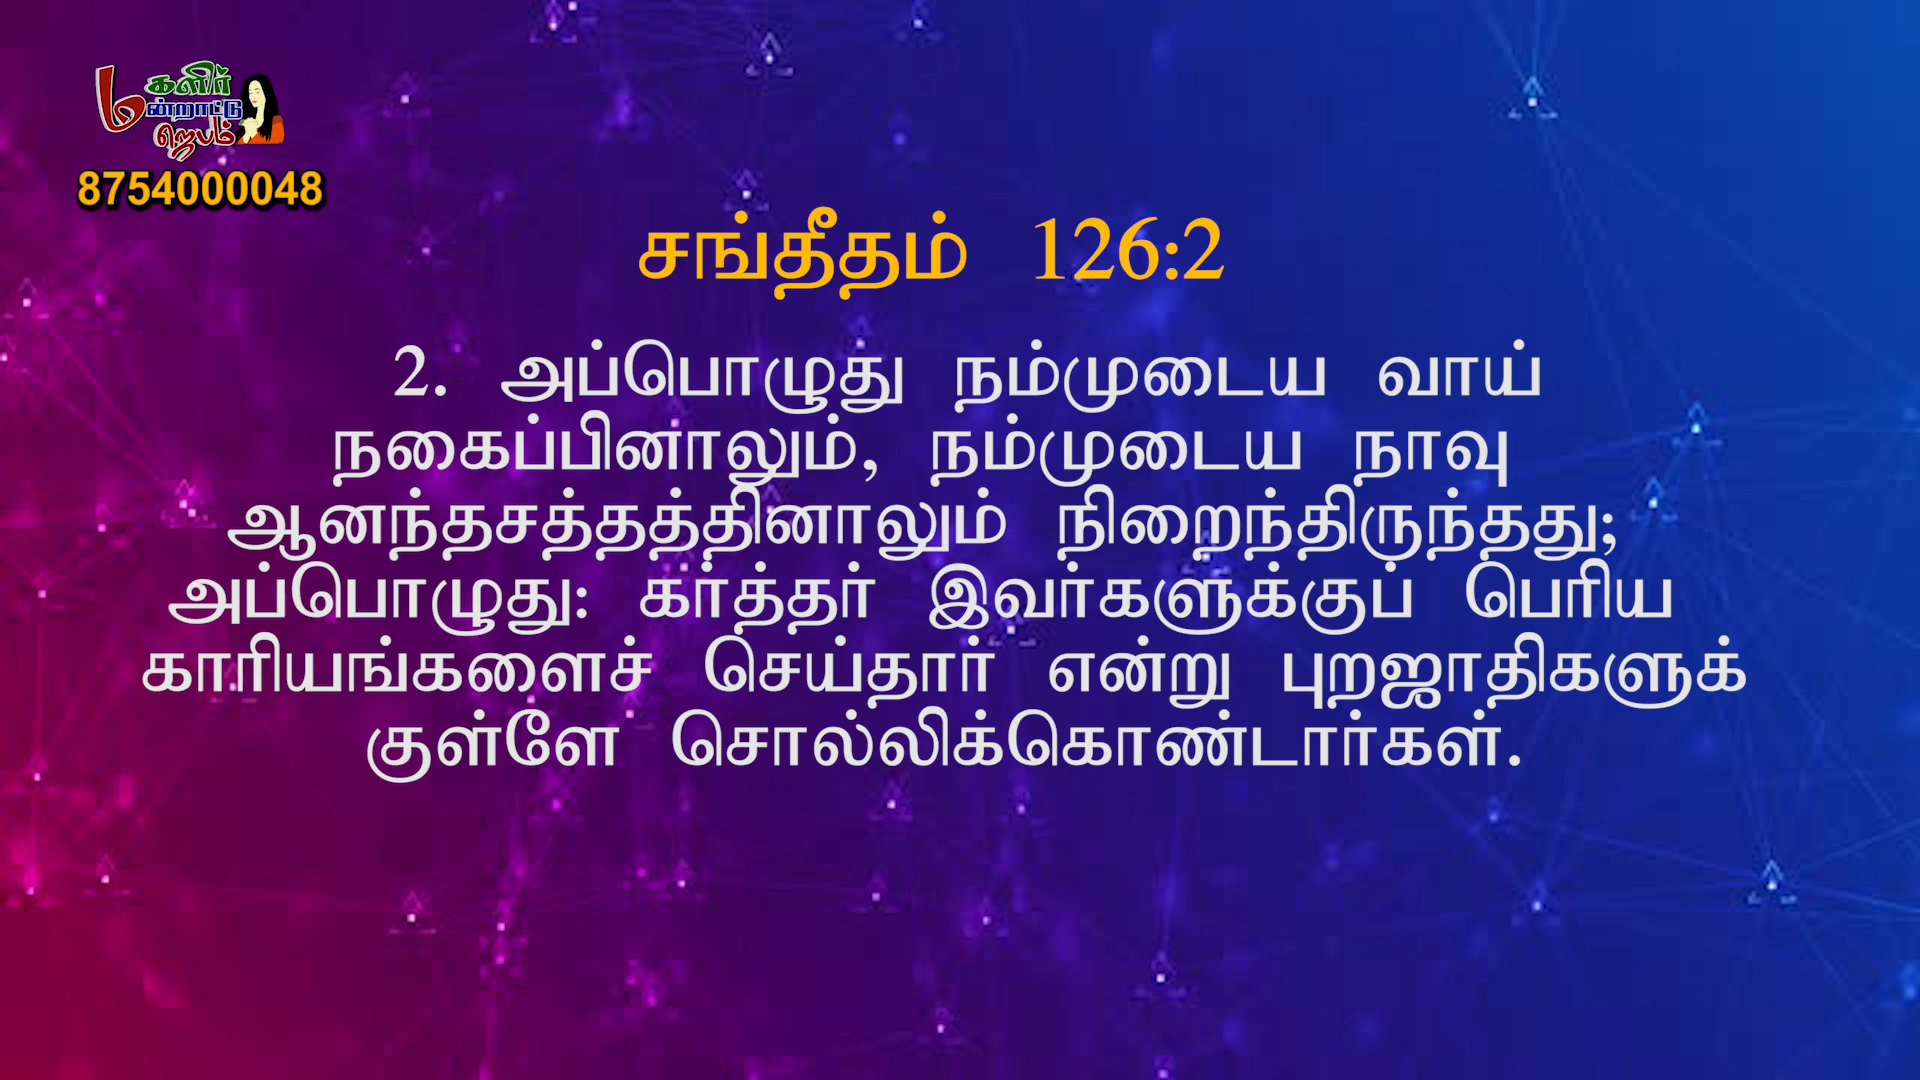 மகளிர்
மன்றாட்டு
ஜெபம்
8754000048
சங்தீதம் 126:2
2. அப்பொழுது நம்முடைய வாய்
நகைப்பினாலும், நம்முடைய நாவு
ஆனந்தசத்தத்தினாலும் நிறைந்திருந்தது;
அப்பொழுது: கர்த்தர் இவர்களுக்குப் பெரிய
காரியங்களைச் செய்தார் என்று புறஜாதிகளுக்
குள்ளே சொல்லிக்கொண்டார்கள்.